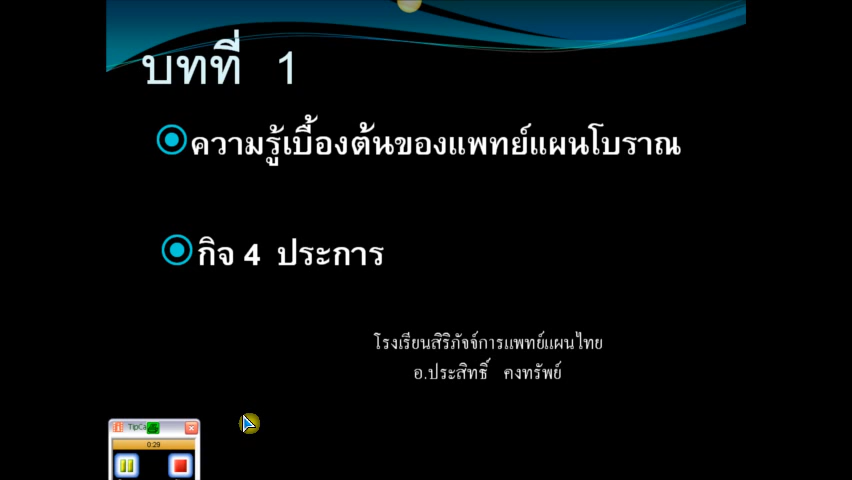 บทที่ 1
ความรู้เบื้องต้นของแพทย์แผนโบราณ
กิจ 4 ประการ
โรงเรียนสิริภัจจ์การแพทย์แผนไทย
อ.ประสิทธิ์ คงทรัพย์
TipCa
0:29